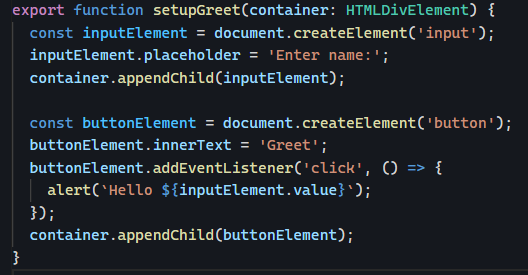 export function setupGreet(container: HTMLDivElement) {
  const inputElement = document.createElement('input');
  inputElement.placeholder = 'Enter name:';
  container.appendChild(inputElement);

  const buttonElement = document.createElement('button');
  buttonElement.innerText = 'Greet';
  buttonElement.addEventListener('click', () => {
    alert(`Hello ${inputElement.value}`);
  });
  container.appendChild(buttonElement);
}